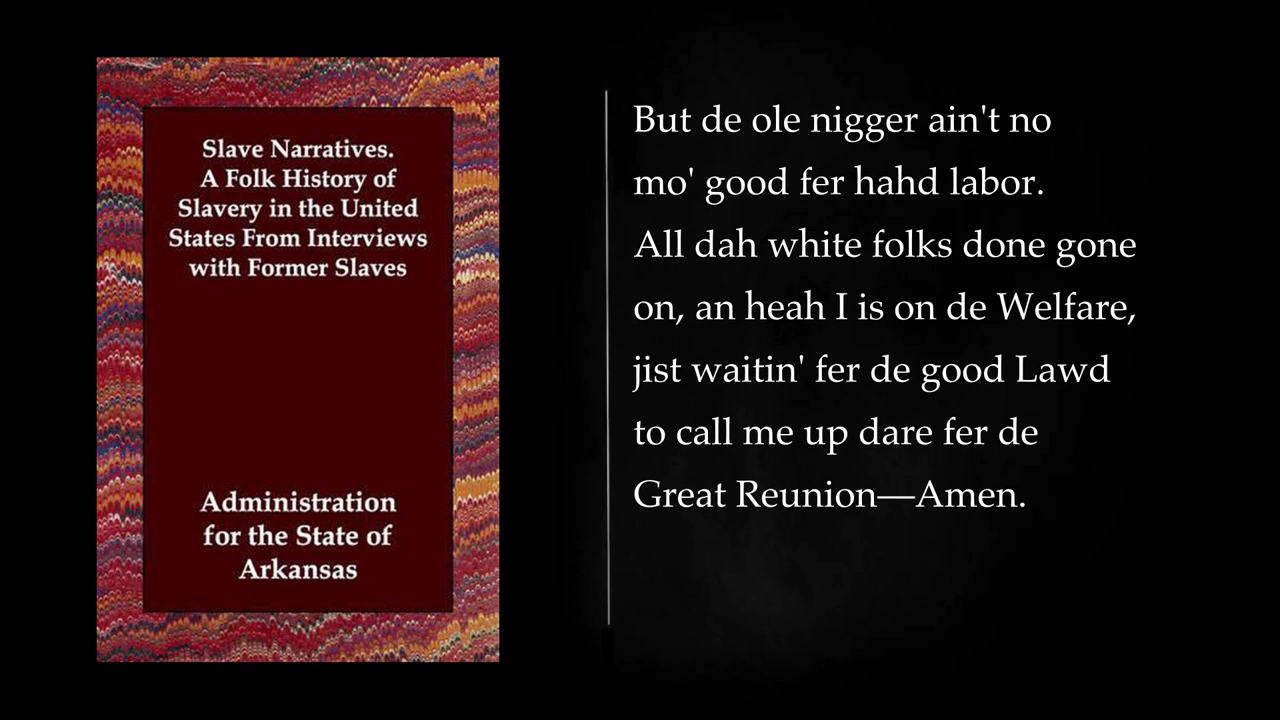 Slave Narratives.
A Folk History of
Slavery in the United
States From Interviews
with Former Slaves
Administration
for the State of
Arkansas
But de ole nigger ain't no
mo' good fer hahd labor.
All dah white folks done gone
on, an heah I is on de Welfare,
jist waitin' fer de good Lawd
to call me up dare fer de
Great Reunion—Amen.